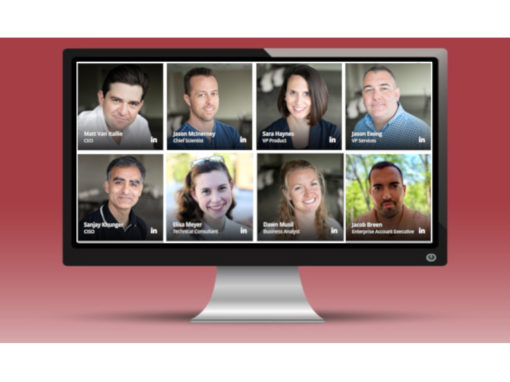 Matt Van Itallie
CEO
in
Jason McInerney
Chief Scientist
in
Sara Haynes
VP Product
in
Jason Ewing
VP Services
in
Sanjay
CISO
in
Elisa Meyer
Technical Consultant
in
Dawn Musil
Business Analyst
in
Jacob Breen
Enterprise Account Executive
in